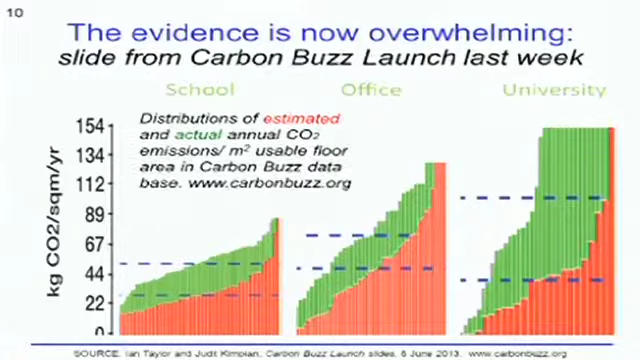 10
The evidence is now overwhelming:
slide from Carbon Buzz Launch last week
School Office University
Distributions of estimated
and actual annual CO2
emissions/ m2 usable floor
area in Carbon Buzz data
base. www.carbonbuzz.org
kg CO2/sqm/yr
154
134
112
89
67
44
22
0
SOURCE: Ian Taylor and Judit Kimpian, Carbon Buzz Launch slides, 6 June 2013. www.carbonbuzz.org